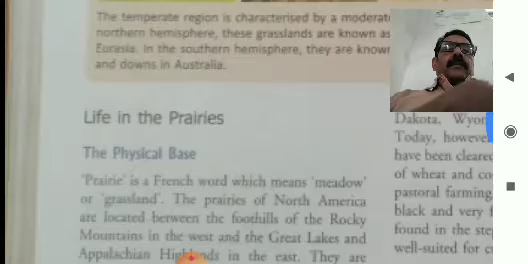 The temperate region is characterised by a moderat
northern hemisphere, these grasslands are known as
Eurasia. In the southern hemisphere, they are known
and downs in Australia.
Life in the Prairies
The Physical Base
'Prairie' is a French word which means 'meadow'
or 'grassland'. The prairies of North America
are located between the foothills of the Rocky
Mountains in the west and the Great Lakes and
Appalachian Highlands in the east. They are
Dakota, Wyom
Today, however
have been cleared
of wheat and co
pastoral farming.
black and very f
found in the ste
well-suited for c